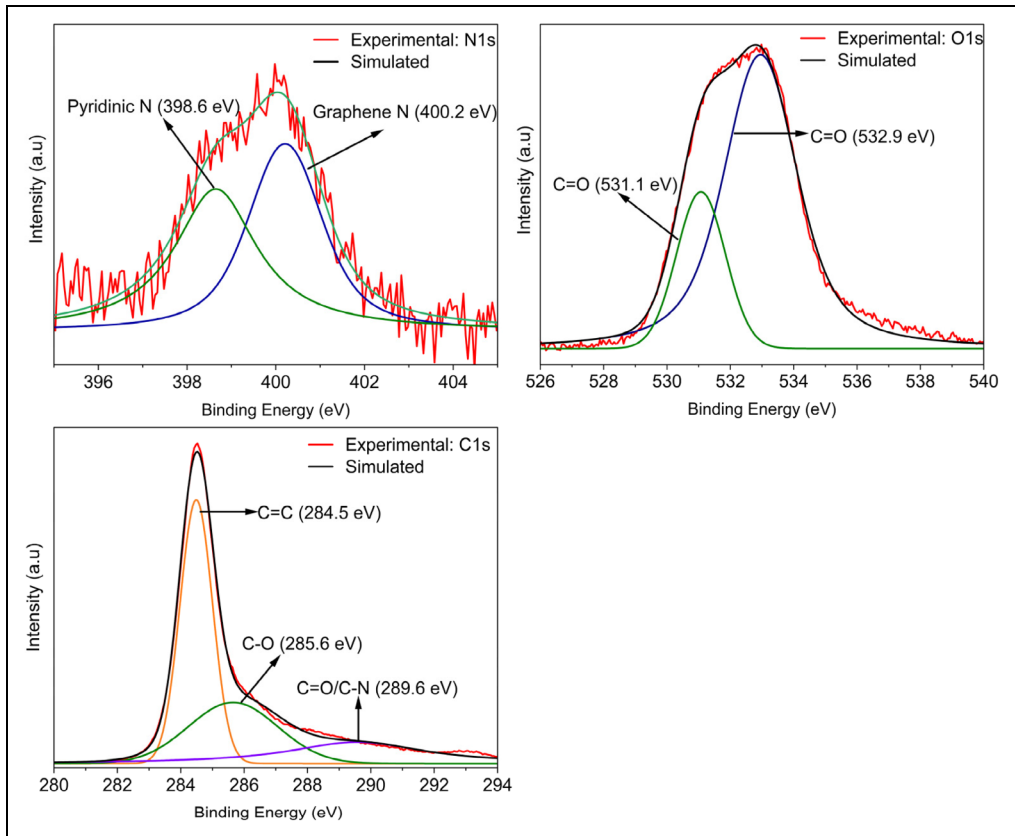 Experimental: N1s
Simulated
Pyridinic N (398.6 eV)
Graphene N (400.2 eV)
Intensity (a.u)
396 398 400 402 404
Binding Energy (eV)
Experimental: O1s
Simulated
C=O (532.9 eV)
C=O (531.1 eV)
Intensity (a.u)
526 528 530 532 534 536 538 540
Binding Energy (eV)
Experimental: C1s
Simulated
C=C (284.5 eV)
C-O (285.6 eV)
C=O/C-N (289.6 eV)
Intensity (a.u)
280 282 284 286 288 290 292 294
Binding Energy (eV)